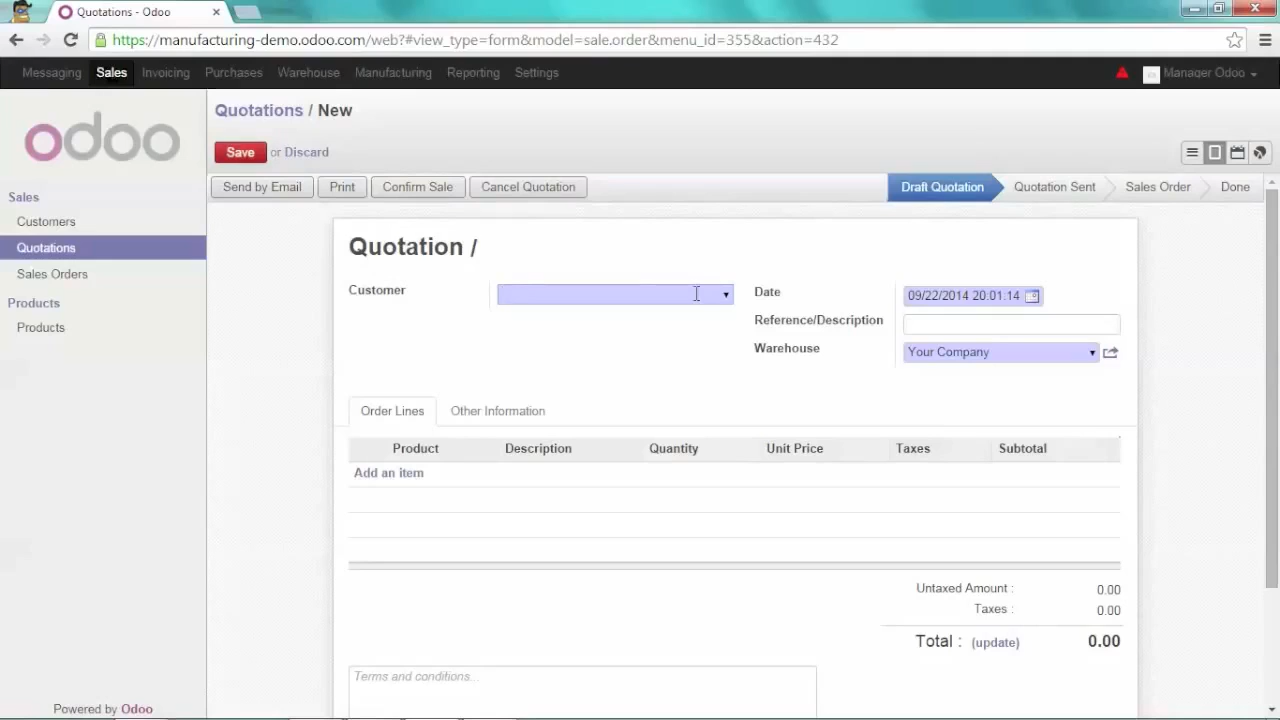 Quotations - Odoo
https://manufacturing-demo.odoo.com/web?#view_type=form&model=sale.order&menu_id=355&action=432
Messaging Sales Invoicing Purchases Warehouse Manufacturing Reporting Settings Manager Odoo
odoo
Quotations / New
Save or Discard
Send by Email Print Confirm Sale Cancel Quotation Draft Quotation Quotation Sent Sales Order Done
Sales
Customers
Quotations
Sales Orders
Products
Products
Quotation /
Customer
Date 09/22/2014 20:01:14
Reference/Description
Warehouse Your Company
Order Lines Other Information
Product Description Quantity Unit Price Taxes Subtotal
Add an item
Untaxed Amount : 0.00
Taxes : 0.00
Total : (update) 0.00
Terms and conditions...
Powered by Odoo